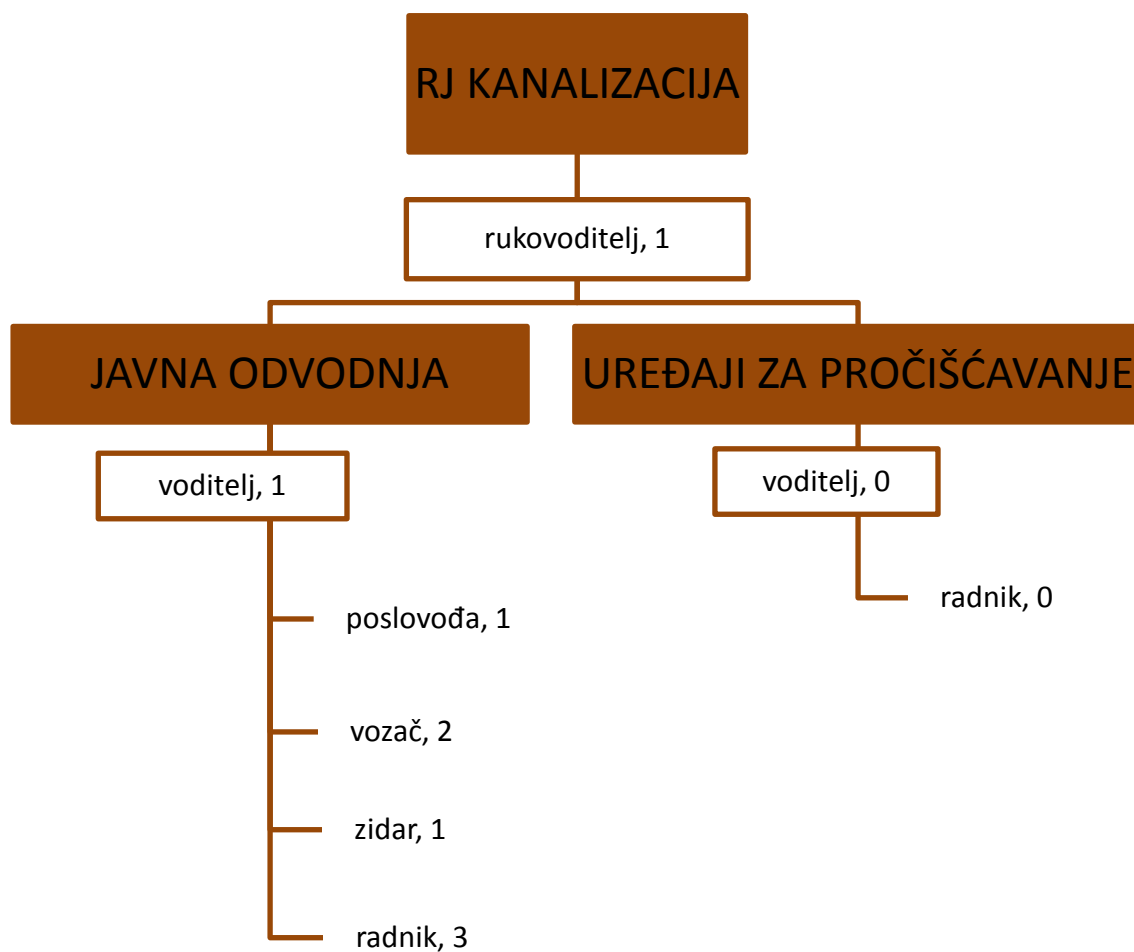 RJ KANALIZACIJA
rukovoditelj, 1
JAVNA ODVODNJA
voditelj, 1
poslovođa, 1
vozač, 2
zidar, 1
radnik, 3
UREĐAJI ZA PROČIŠĆAVANJE
voditelj, 0
radnik, 0